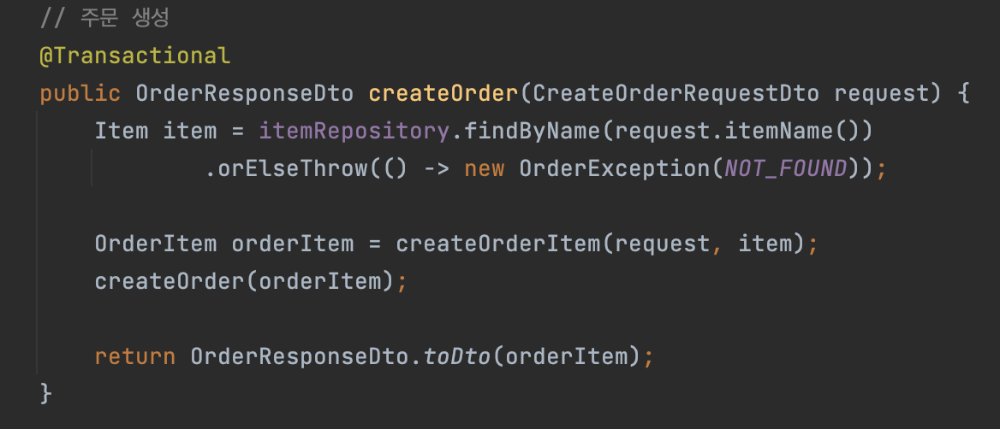 // 주문 생성
@Transactional
public OrderResponseDto createOrder(CreateOrderRequestDto request) {
Item item = itemRepository.findByName(request.itemName())
.orElseThrow(() -> new OrderException(NOT_FOUND));
OrderItem orderItem = createOrderItem(request, item);
createOrder(orderItem);
return OrderResponseDto.toDto(orderItem);
}